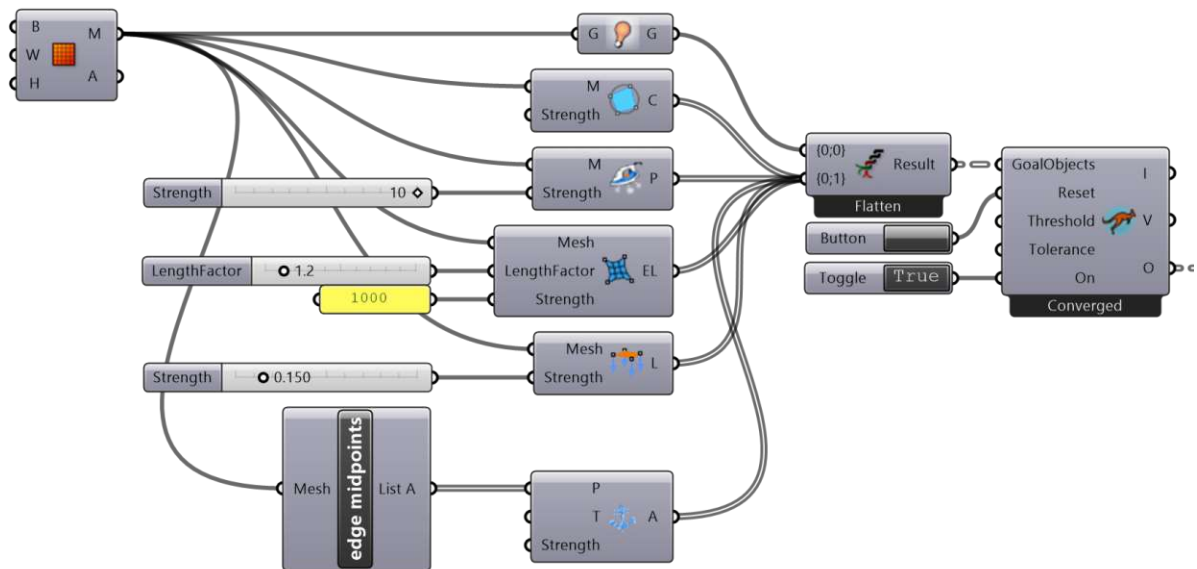 B
W
H
M
A
G
G
M
Strength
C
M
Strength
P
Strength
10
Mesh
LengthFactor
Strength
EL
LengthFactor
1.2
1000
Mesh
Strength
L
Strength
0.150
Mesh
edge midpoints
List A
P
T
Strength
A
{0;0}
{0;1}
Result
Flatten
Button
Toggle
True
GoalObjects
Reset
Threshold
Tolerance
On
I
V
O
Converged